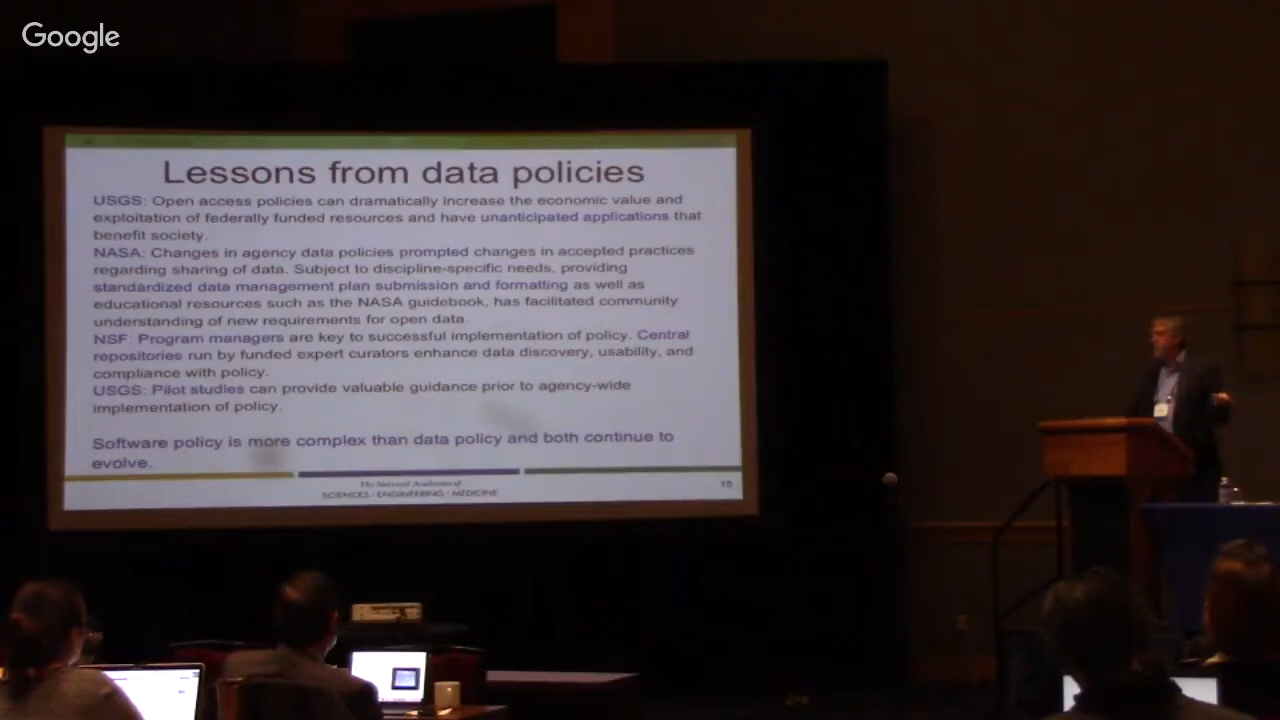 Google
Lessons from data policies
USGS: Open access policies can dramatically increase the economic value and
exploitation of federally funded resources and have unanticipated applications that
benefit society.
NASA: Changes in agency data policies prompted changes in accepted practices
regarding sharing of data. Subject to discipline-specific needs, providing
standardized data management plan submission and formatting as well as
educational resources such as the NASA guidebook, has facilitated community
understanding of new requirements for open data.
NSF: Program managers are key to successful implementation of policy. Central
repositories run by funded expert curators enhance data discovery, usability, and
compliance with policy.
USGS: Pilot studies can provide valuable guidance prior to agency-wide
implementation of policy.
Software policy is more complex than data policy and both continue to
evolve.
The National Academies of
SCIENCES · ENGINEERING · MEDICINE
15